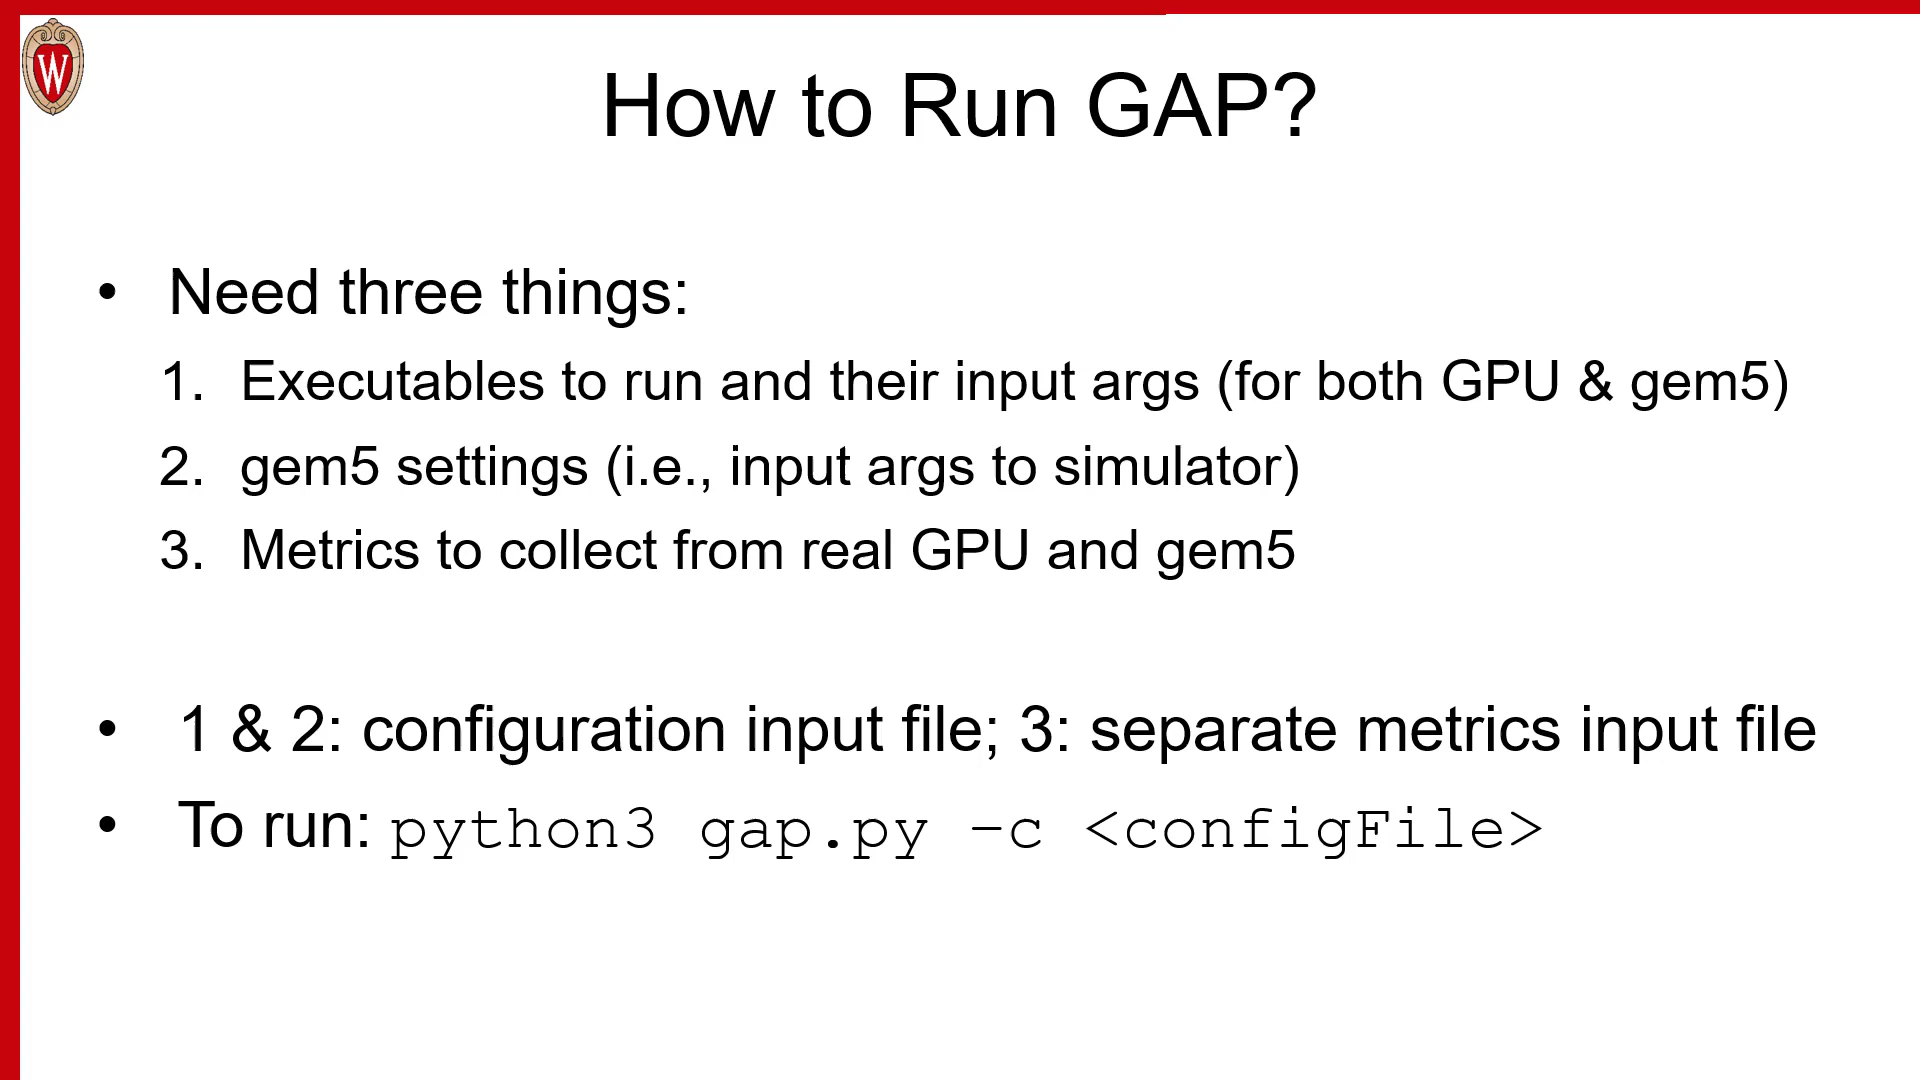 W
How to Run GAP?
• Need three things:
1. Executables to run and their input args (for both GPU & gem5)
2. gem5 settings (i.e., input args to simulator)
3. Metrics to collect from real GPU and gem5
• 1 & 2: configuration input file; 3: separate metrics input file
• To run: python3 gap.py –c <configFile>